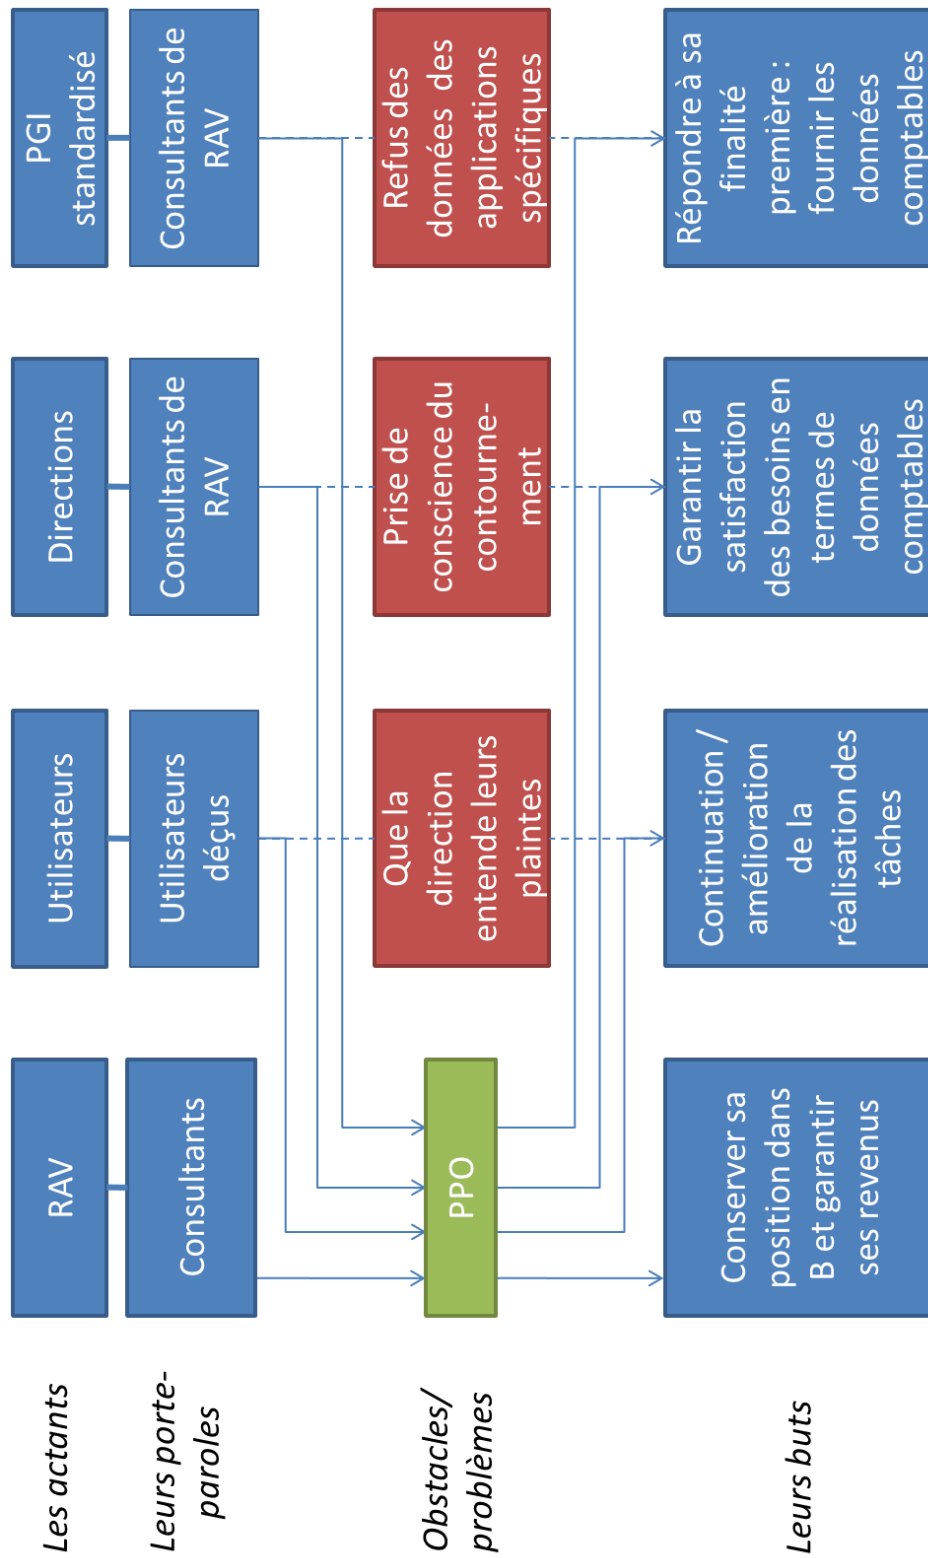 Les actants
RAV
Utilisateurs
Directions
PGI
standardisé
Leurs porte-
paroles
Consultants
Utilisateurs
déçus
Consultants de
RAV
Consultants de
RAV
Obstacles/
problèmes
PPO
Que la
direction
entende leurs
plaintes
Prise de
conscience du
contourne-
ment
Refus des
données des
applications
spécifiques
Leurs buts
Conserver sa
position dans
B et garantir
ses revenus
Continuation /
amélioration
de la
réalisation des
tâches
Garantir la
satisfaction
des besoins en
termes de
données
comptables
Répondre à sa
finalité
première :
fournir les
données
comptables